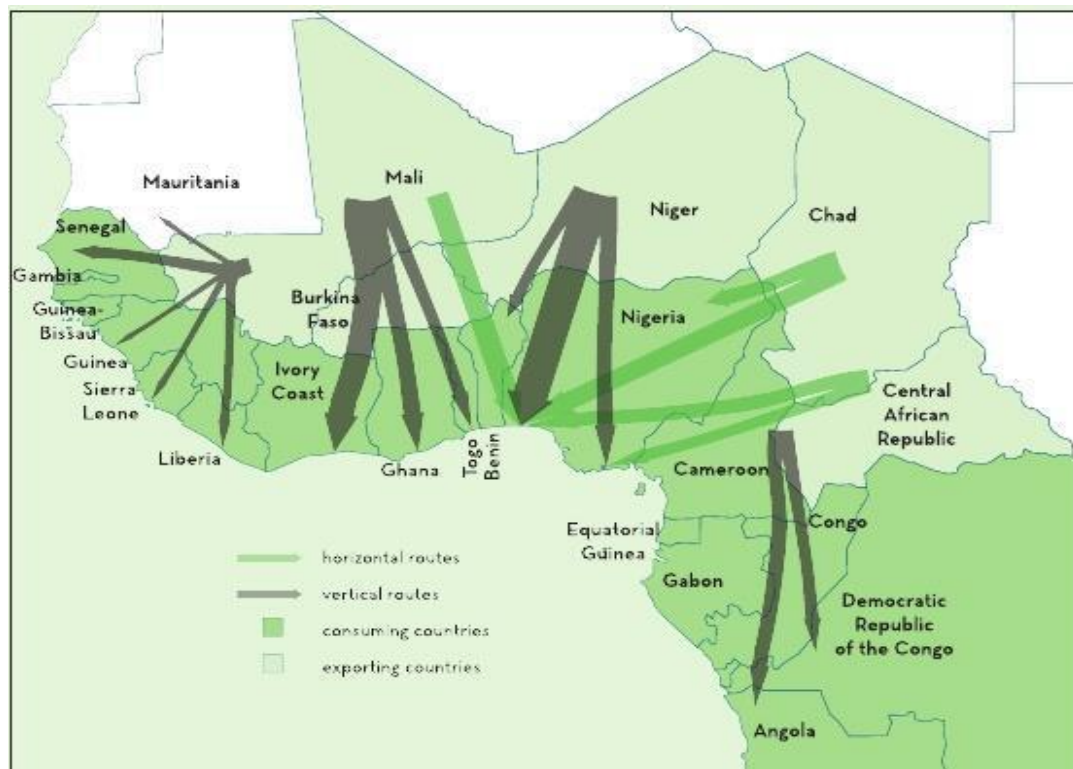 Mauritania
Mali
Niger
Chad
Senegal
Gambia
Guinea-
Bissau
Guinea
Sierra
Leone
Liberia
Burkina
Faso
Ivory
Coast
Ghana
Togo
Benin
Nigeria
Central
African
Republic
Cameroon
Congo
Equatorial
Guinea
Gabon
Democratic
Republic
of the Congo
Angola
horizontal routes
vertical routes
consuming countries
exporting countries